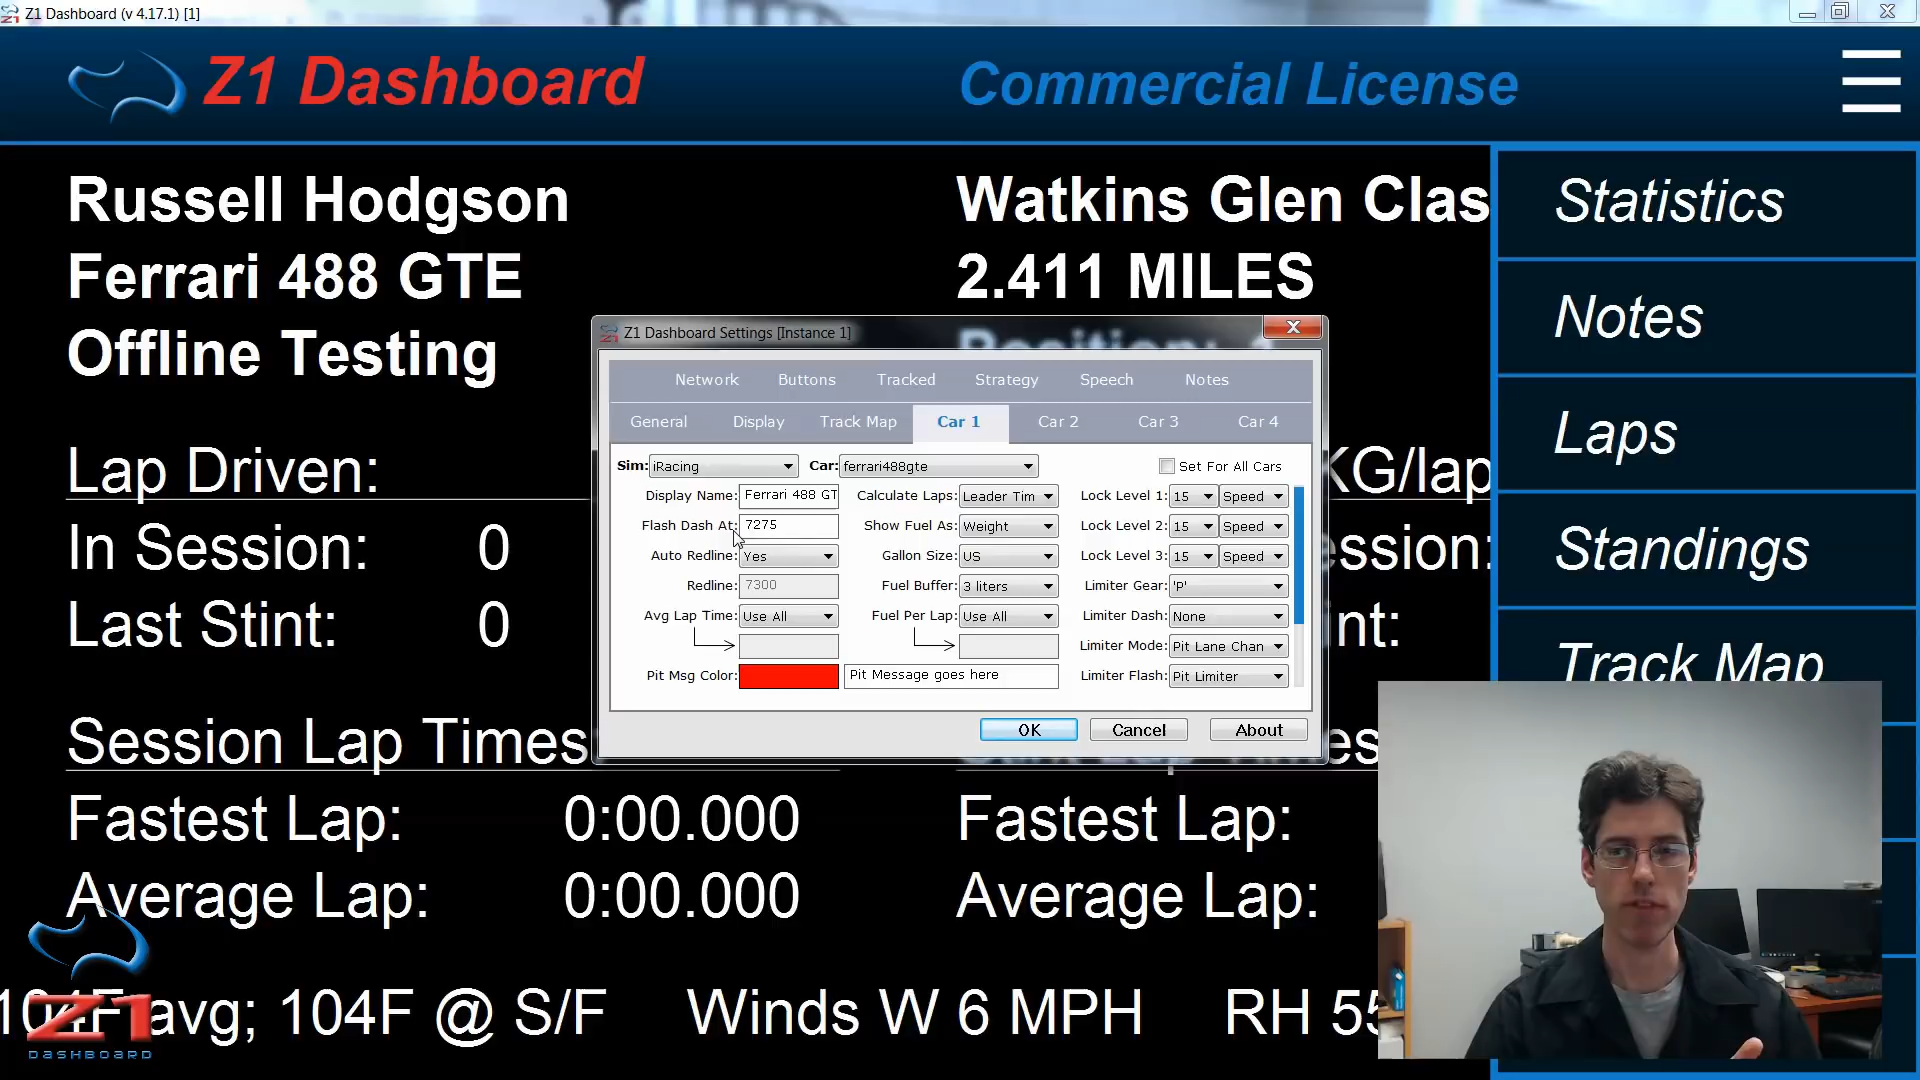 Z1 Dashboard (v 4.17.1) [1]
Z1 Dashboard
Commercial License
Russell Hodgson
Ferrari 488 GTE
Offline Testing
Watkins Glen Clas
2.411 MILES
Position:
Lap Driven:
In Session: 0
Last Stint: 0
KG/lap
ession:
int:
Session Lap Times
Fastest Lap: 0:00.000
Average Lap: 0:00.000
Fastest Lap:
Average Lap:
104F avg; 104F @ S/F Winds W 6 MPH RH 55
Statistics
Notes
Laps
Standings
Track Map
Z1 Dashboard Settings [Instance 1]
Network Buttons Tracked Strategy Speech Notes
General Display Track Map Car 1 Car 2 Car 3 Car 4
Sim: iRacing Car: ferrari488gte Set For All Cars
Display Name: Ferrari 488 GT Calculate Laps: Leader Tim Lock Level 1: 15 Speed
Flash Dash At: 7275 Show Fuel As: Weight Lock Level 2: 15 Speed
Auto Redline: Yes Gallon Size: US Lock Level 3: 15 Speed
Redline: 7300 Fuel Buffer: 3 liters Limiter Gear: 'P'
Avg Lap Time: Use All Fuel Per Lap: Use All Limiter Dash: None
Limiter Mode: Pit Lane Chan
Pit Msg Color: Pit Message goes here Limiter Flash: Pit Limiter
OK Cancel About
Z1
DASHBOARD